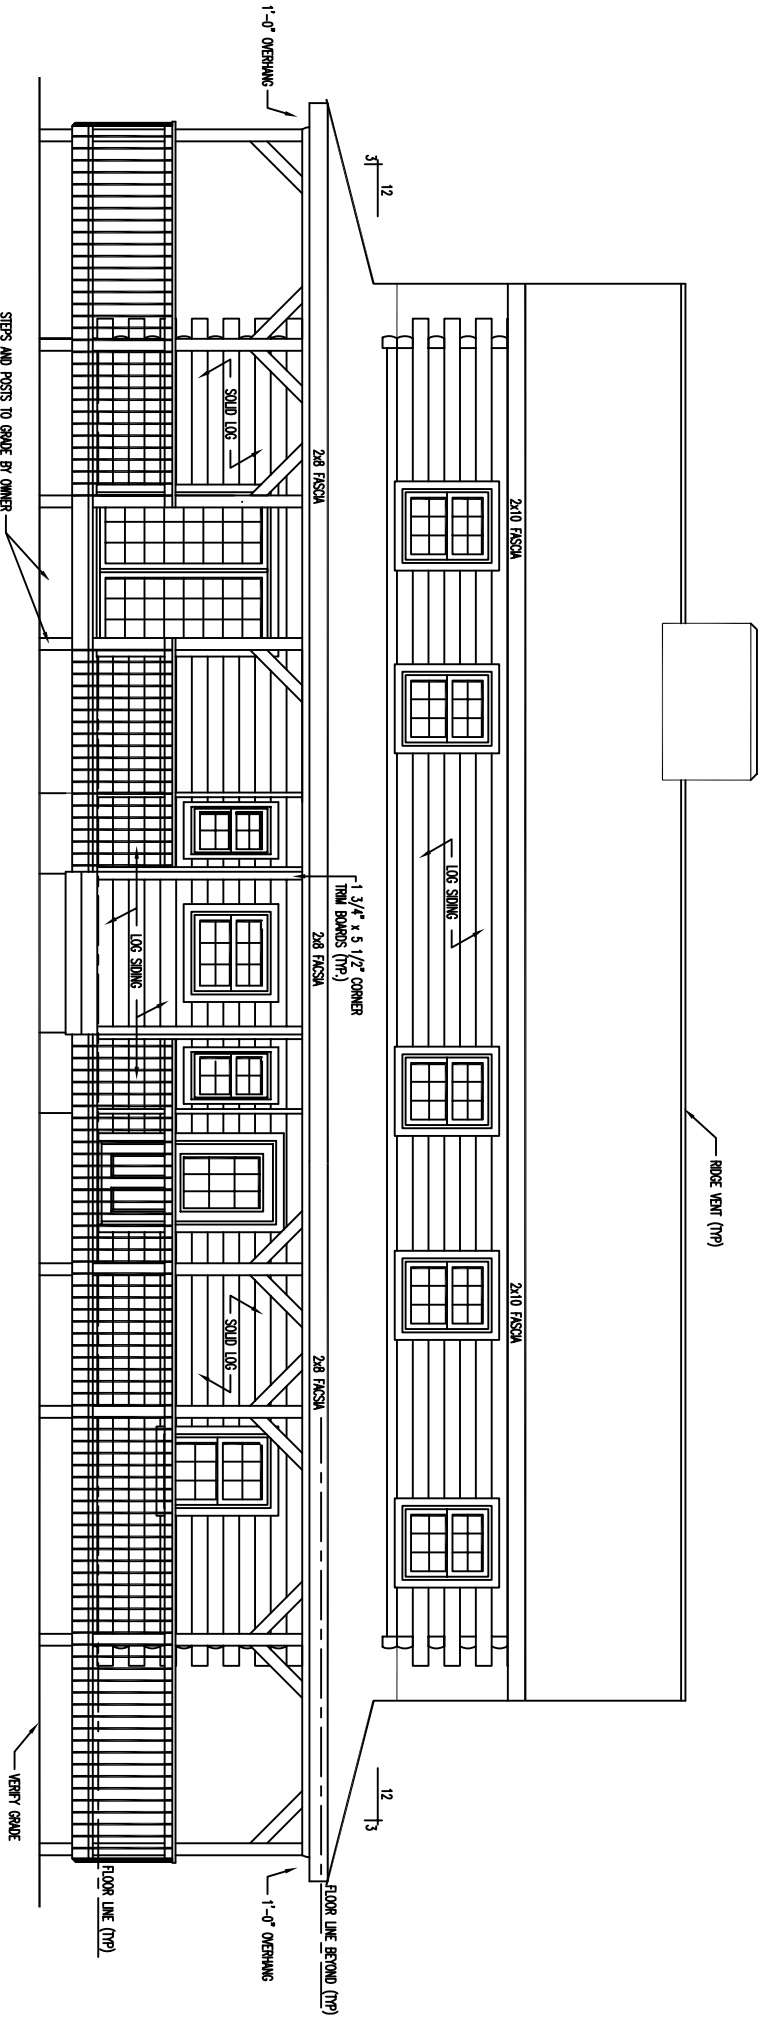 RIDGE VENT (TYP)
2x10 FASCIA
2x10 FASCIA
LOG SIDING
12
3
12
3
1 3/4" x 5 1/2" CORNER
TRIM BOARDS (TYP.)
2x8 FASCIA
2x8 FACSIA
2x8 FACSIA
FLOOR LINE BEYOND (TYP)
1'-0" OVERHANG
1'-0" OVERHANG
SOLID LOG
SOLID LOG
LOG SIDING
FLOOR LINE (TYP)
STEPS AND POSTS TO GRADE BY OWNER
VERIFY GRADE